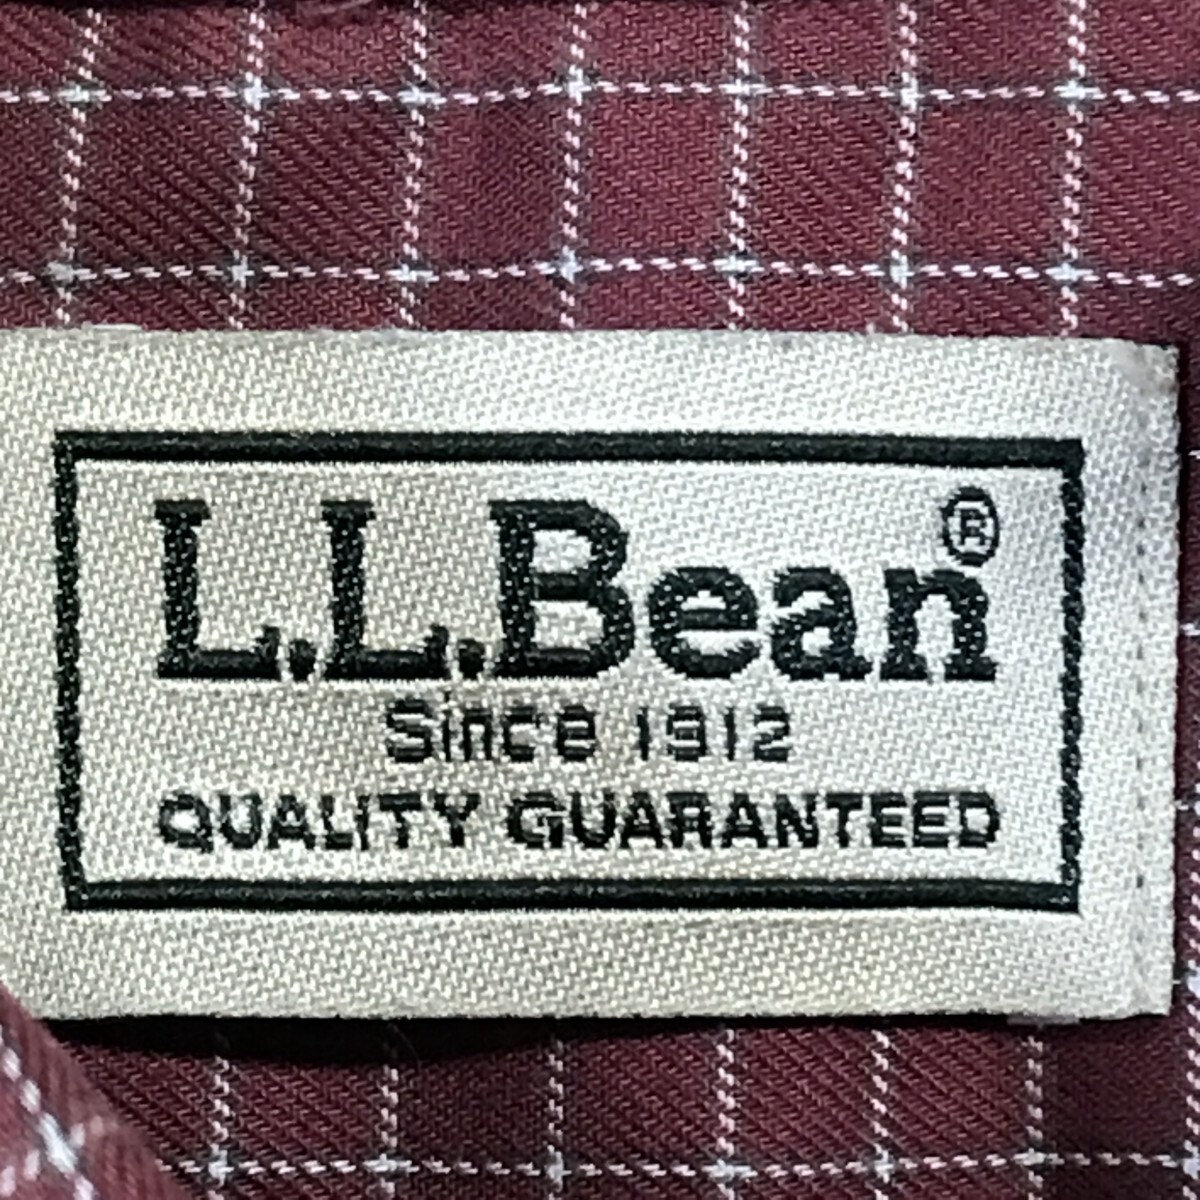 L.L.Bean®
Since 1912
QUALITY GUARANTEED